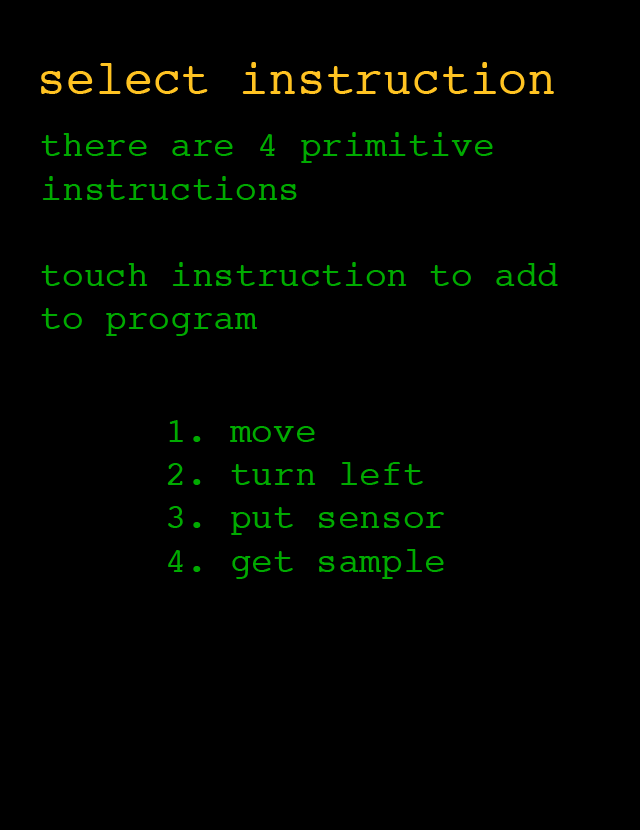 select instruction
there are 4 primitive
instructions
touch instruction to add
to program
1. move
2. turn left
3. put sensor
4. get sample